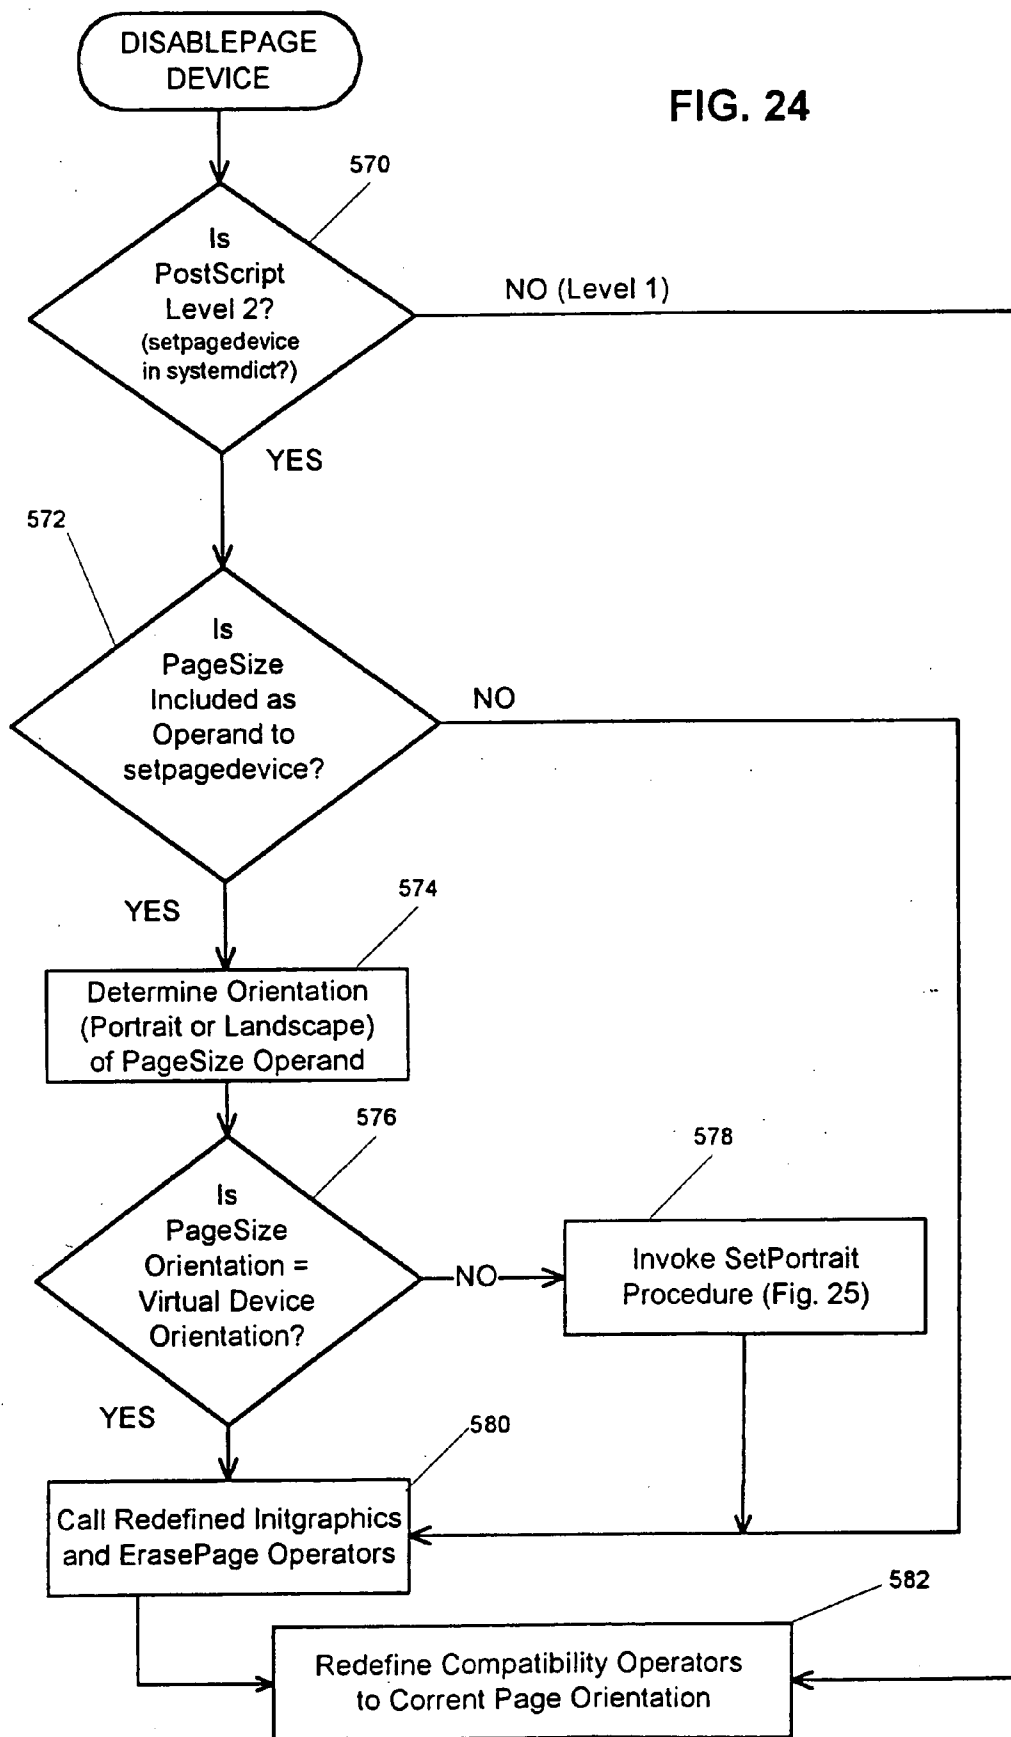 DISABLEPAGE
DEVICE
FIG. 24
570
Is
PostScript
Level 2?
(setpagedevice
in systemdict?)
NO (Level 1)
YES
572
Is
PageSize
Included as
Operand to
setpagedevice?
NO
YES
574
Determine Orientation
(Portrait or Landscape)
of PageSize Operand
576
Is
PageSize
Orientation =
Virtual Device
Orientation?
NO
578
Invoke SetPortrait
Procedure (Fig. 25)
YES
580
Call Redefined Initgraphics
and ErasePage Operators
582
Redefine Compatibility Operators
to Corrent Page Orientation